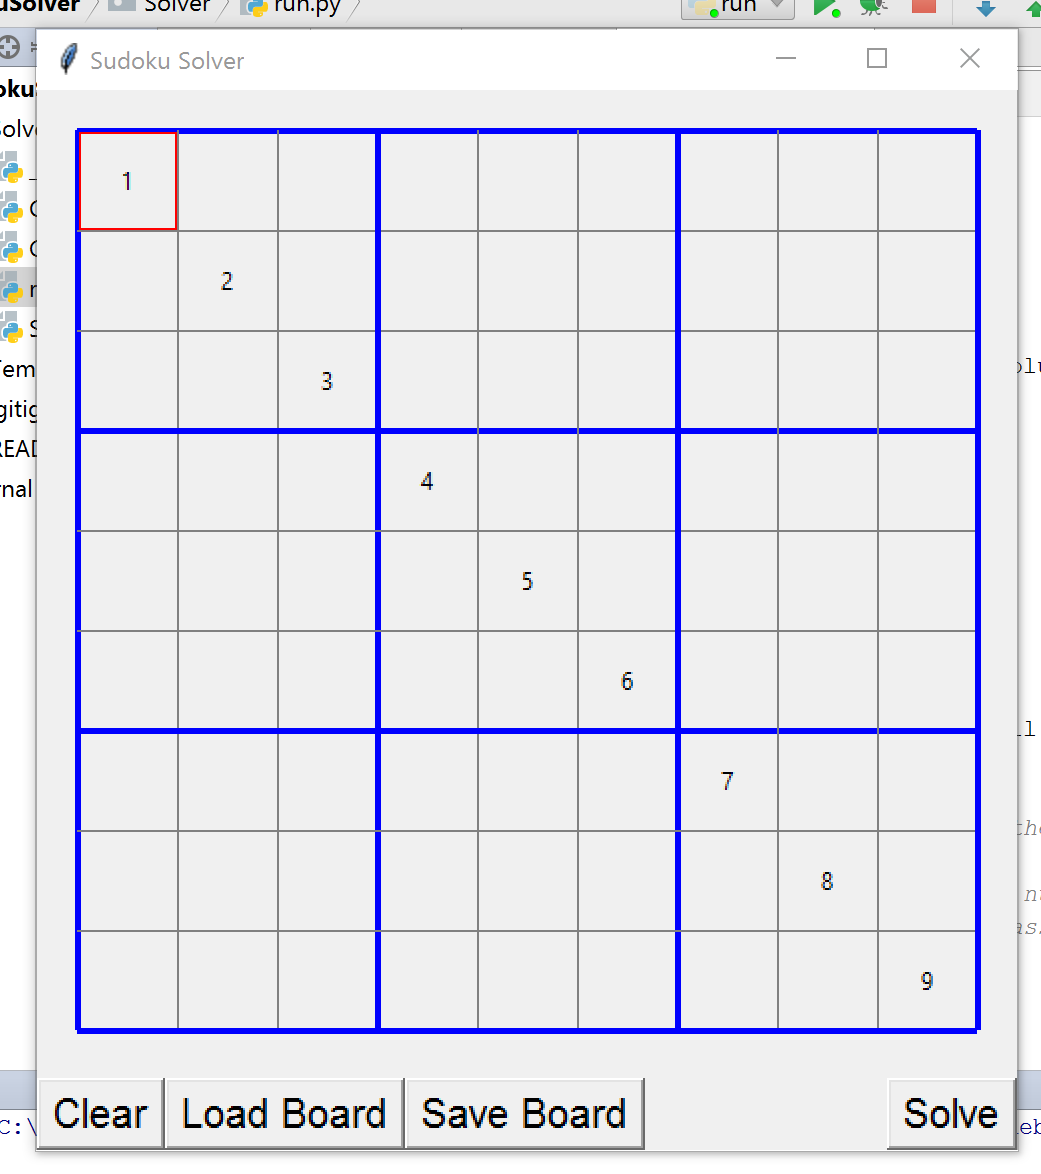 Solver
run.py
run
Sudoku Solver
1
2
3
4
5
6
7
8
9
Clear
Load Board
Save Board
Solve
C:\